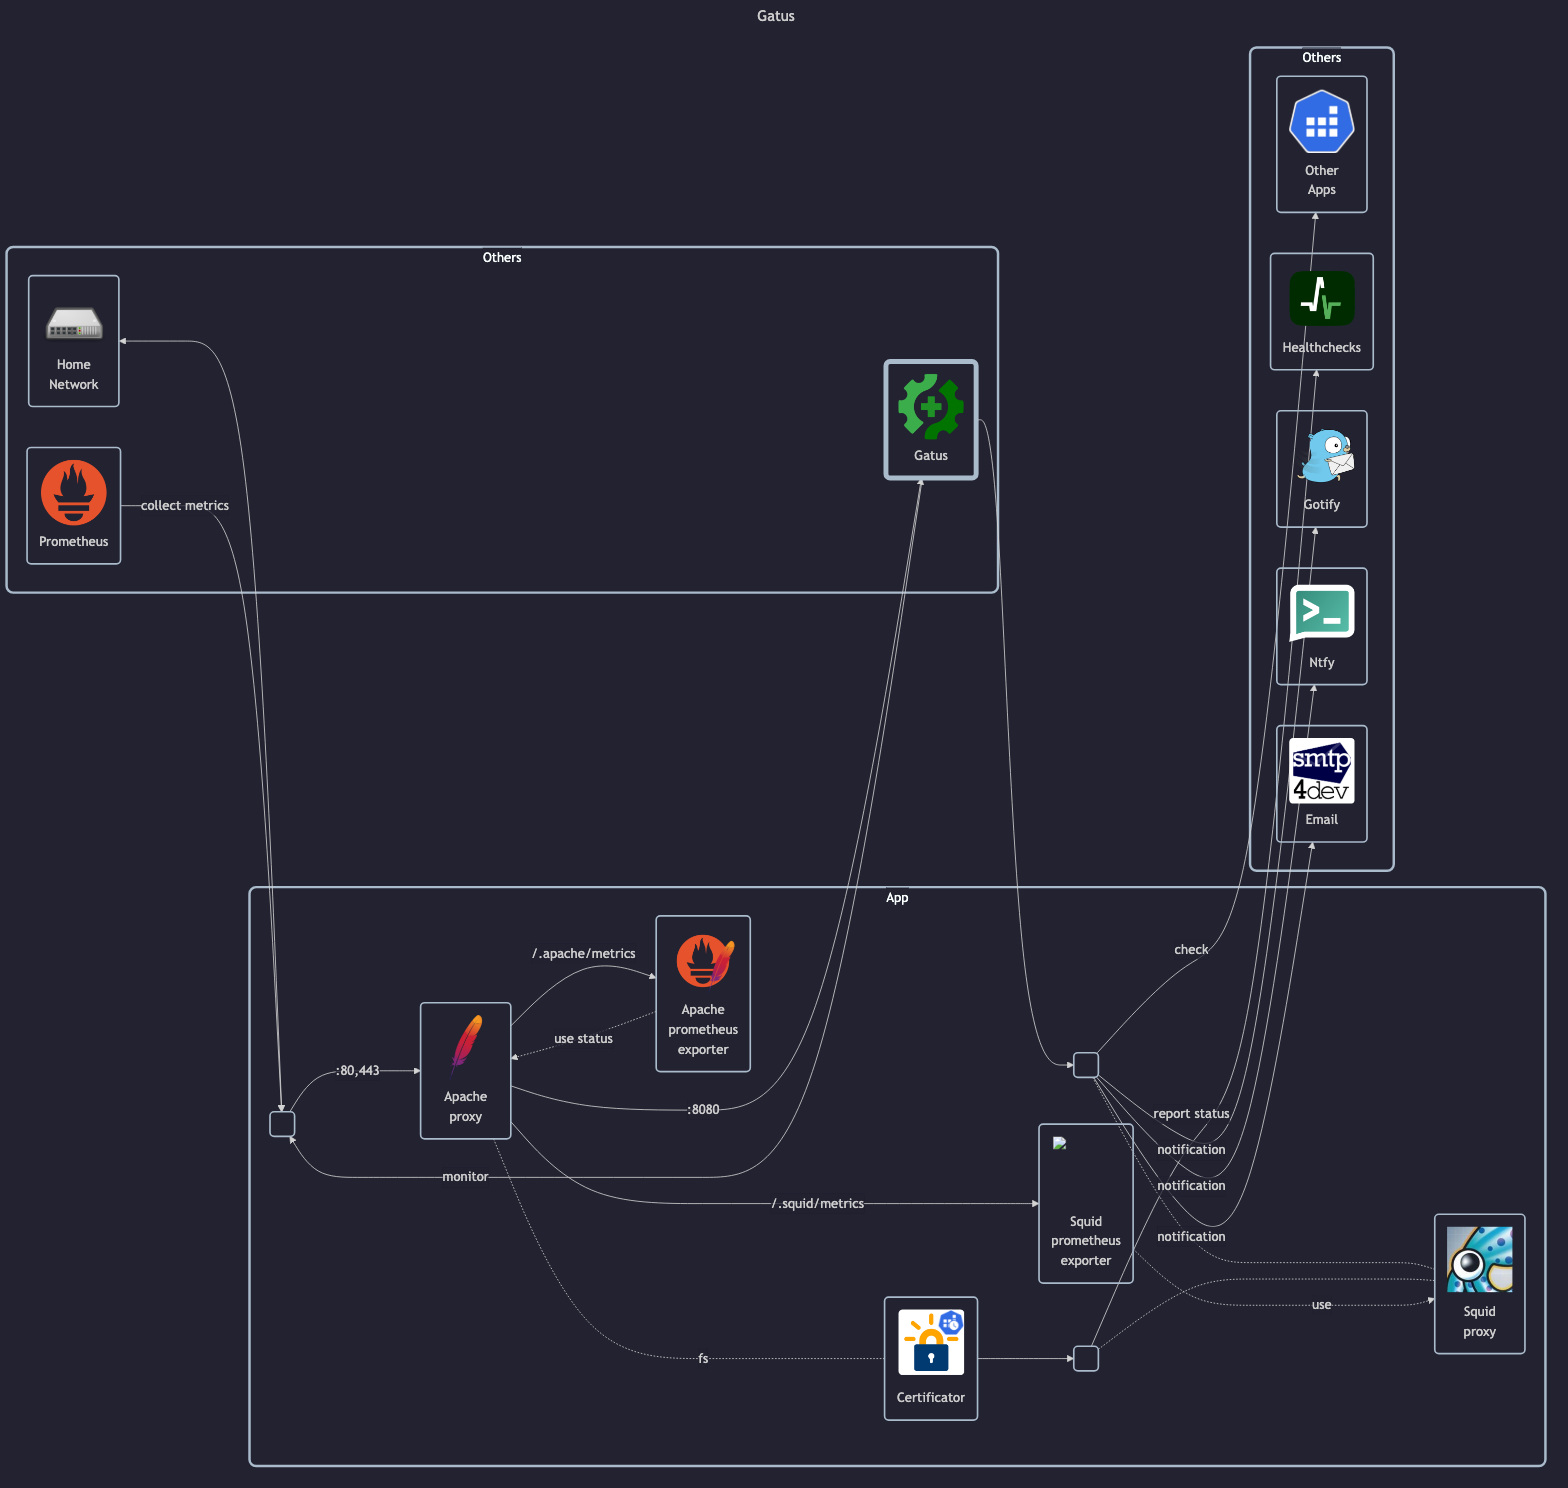 Gatus
Others
Other
Apps
Healthchecks
Gotify
>_
Ntfy
smtp
4dev
Email
Others
Home
Network
Prometheus
collect metrics
Gatus
App
/.apache/metrics
Apache
prometheus
exporter
use status
:80,443
Apache
proxy
:8080
monitor
/.squid/metrics
fs
check
report status
notification
notification
notification
Squid
prometheus
exporter
use
Squid
proxy
Certificator